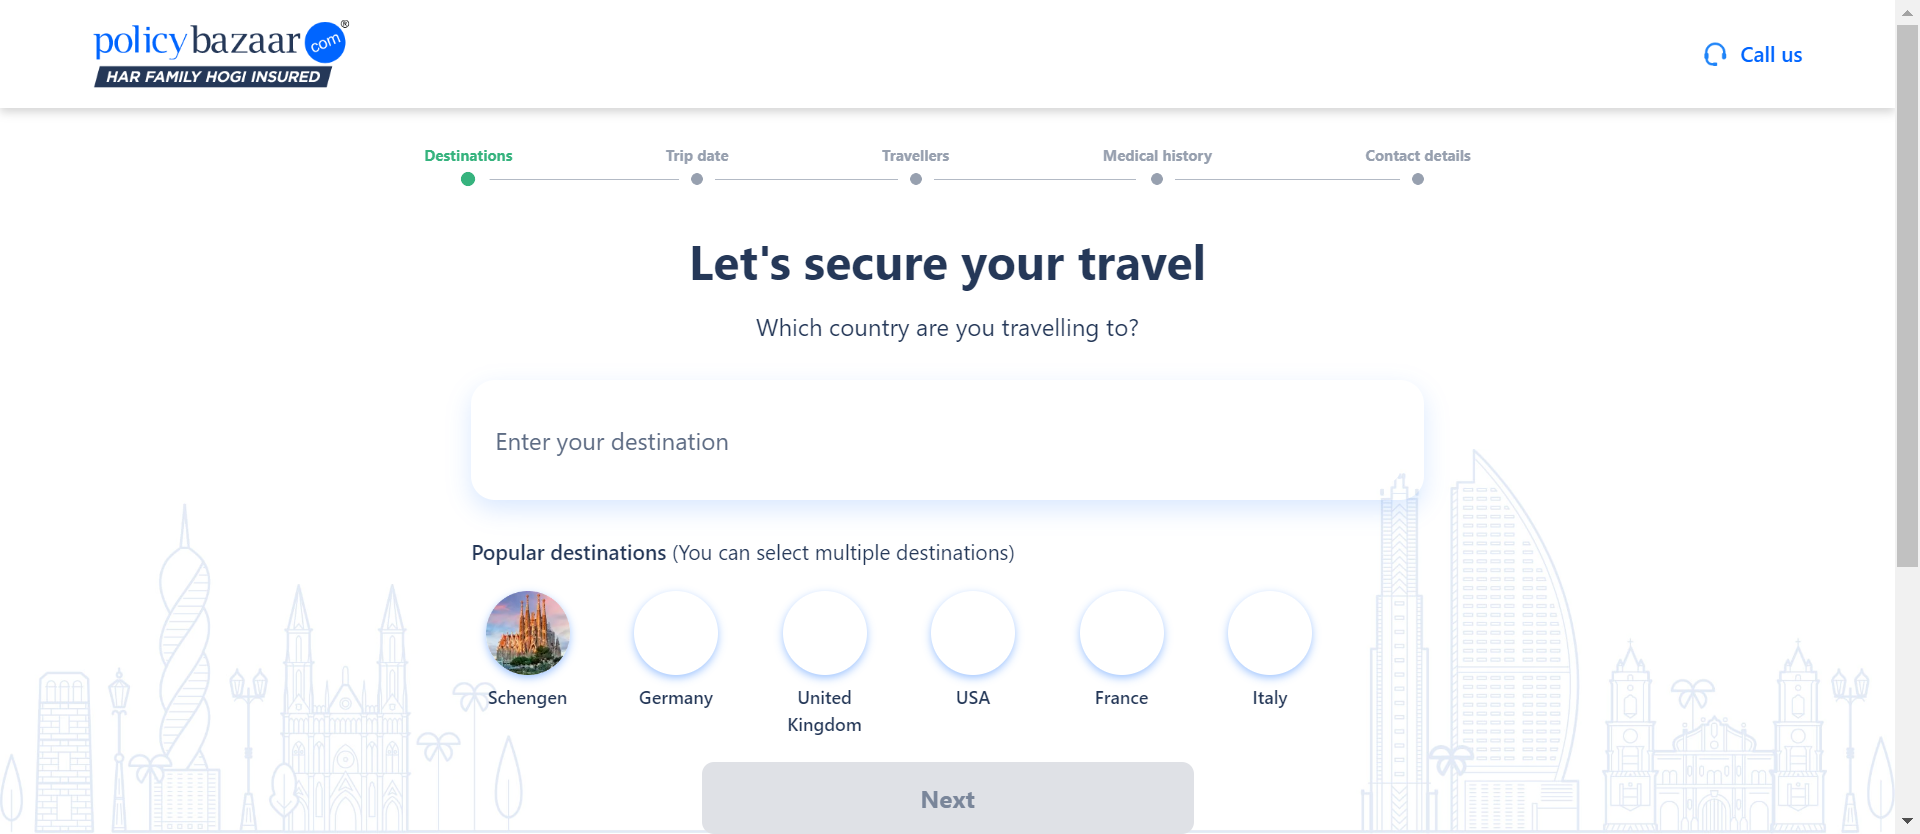 policybazaar com ®
HAR FAMILY HOGI INSURED
Call us
Destinations
Trip date
Travellers
Medical history
Contact details
Let's secure your travel
Which country are you travelling to?
Enter your destination
Popular destinations (You can select multiple destinations)
Schengen
Germany
United
Kingdom
USA
France
Italy
Next